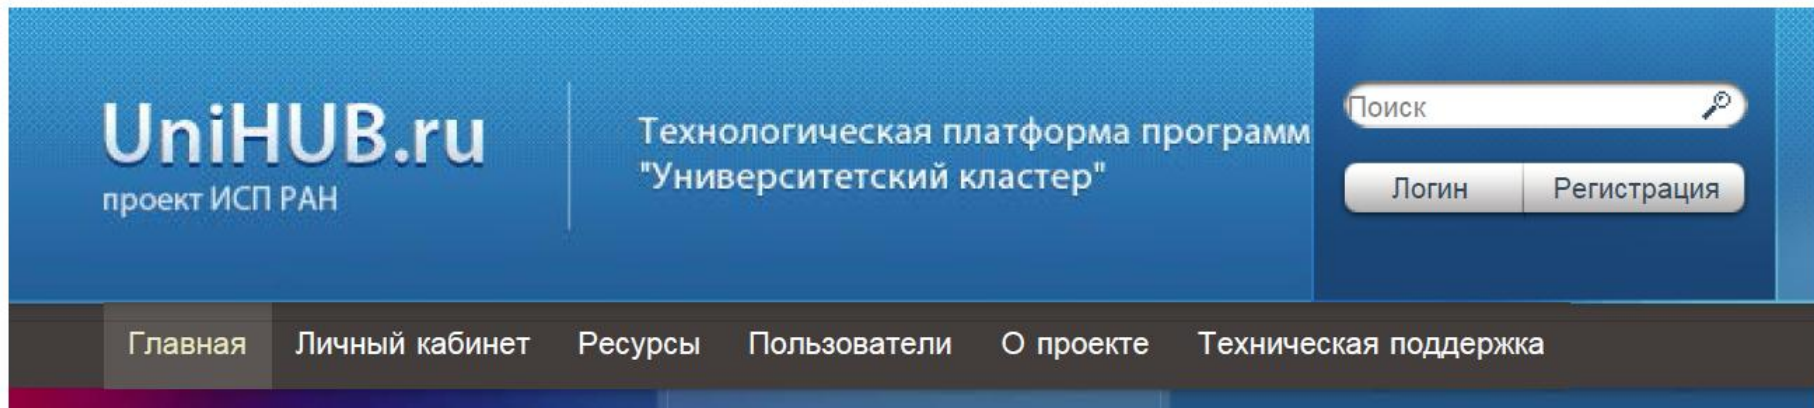 UniHUB.ru
проект ИСП РАН
Технологическая платформа программ
"Университетский кластер"
Поиск
Логин Регистрация
Главная Личный кабинет Ресурсы Пользователи О проекте Техническая поддержка